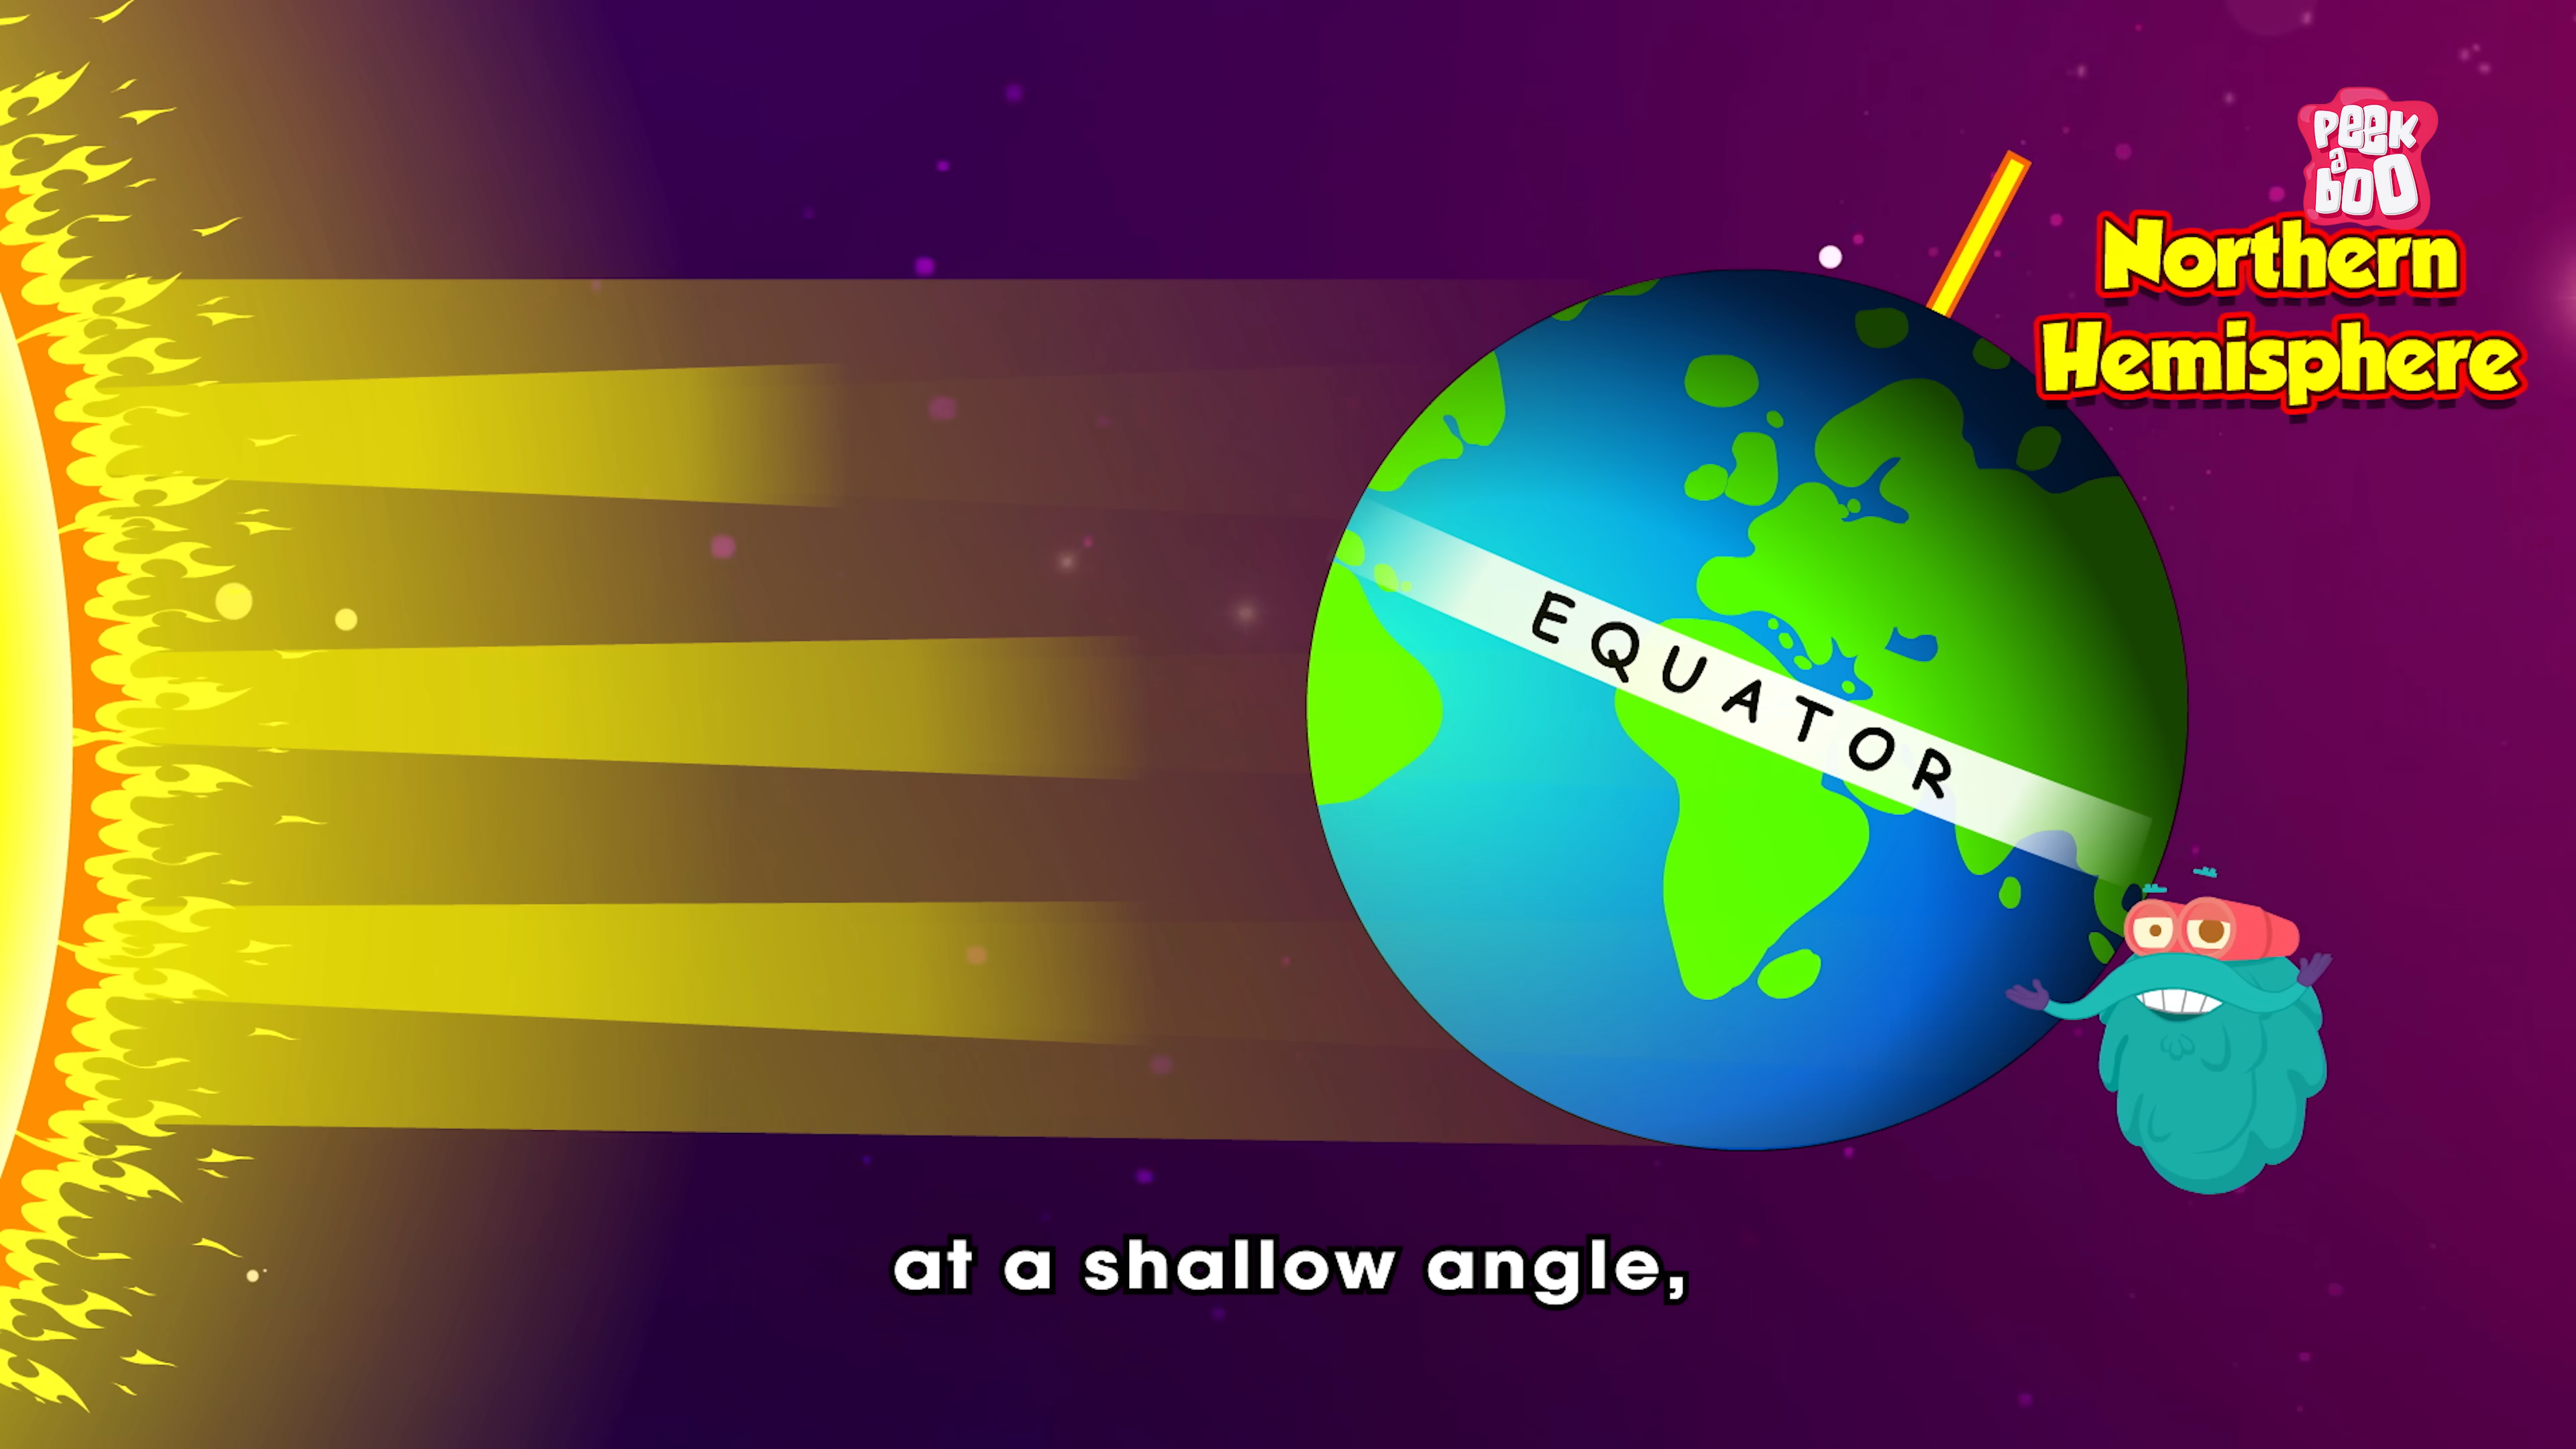 Peek
a
boo
Northern
Hemisphere
EQUATOR
at a shallow angle,